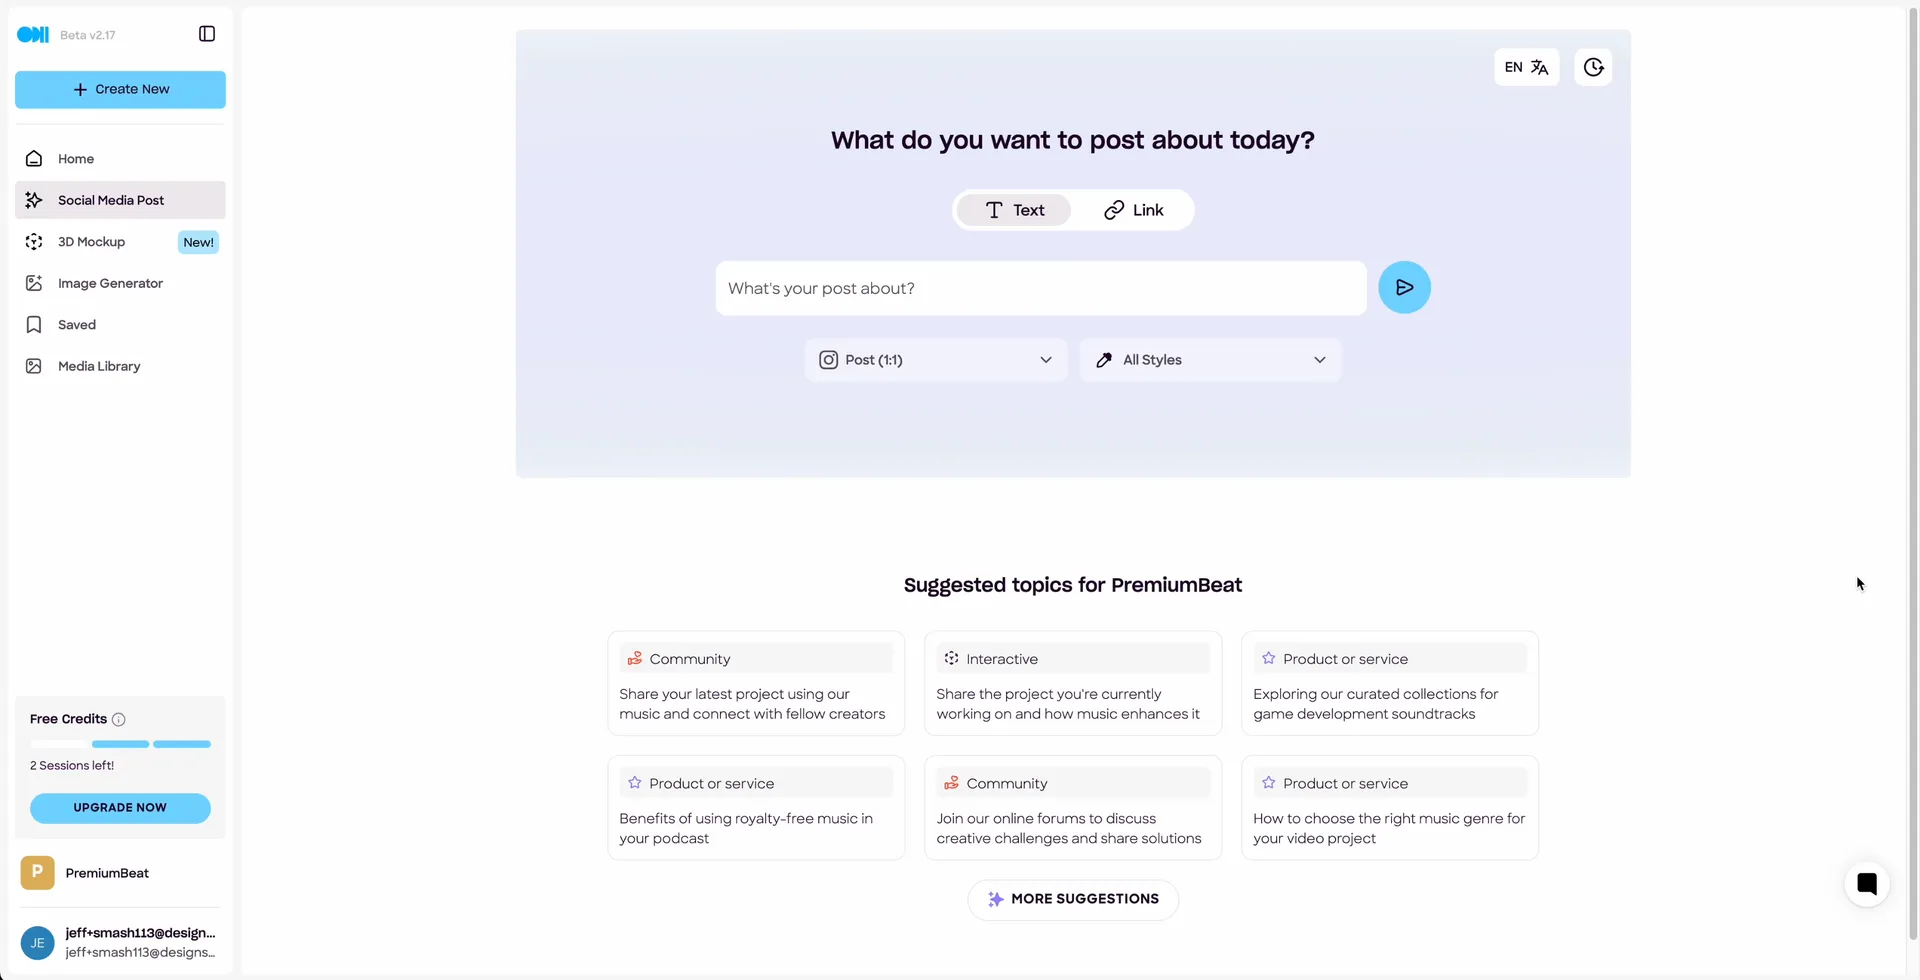 Beta v2.17
Create New
Home
Social Media Post
3D Mockup
New!
Image Generator
Saved
Media Library
Free Credits
2 Sessions left!
UPGRADE NOW
P
PremiumBeat
JE
jeff+smash113@design...
jeff+smash113@designs...
EN
What do you want to post about today?
Text
Link
What's your post about?
Post (1:1)
All Styles
Suggested topics for PremiumBeat
Community
Share your latest project using our
music and connect with fellow creators
Interactive
Share the project you're currently
working on and how music enhances it
Product or service
Exploring our curated collections for
game development soundtracks
Product or service
Benefits of using royalty-free music in
your podcast
Community
Join our online forums to discuss
creative challenges and share solutions
Product or service
How to choose the right music genre for
your video project
MORE SUGGESTIONS